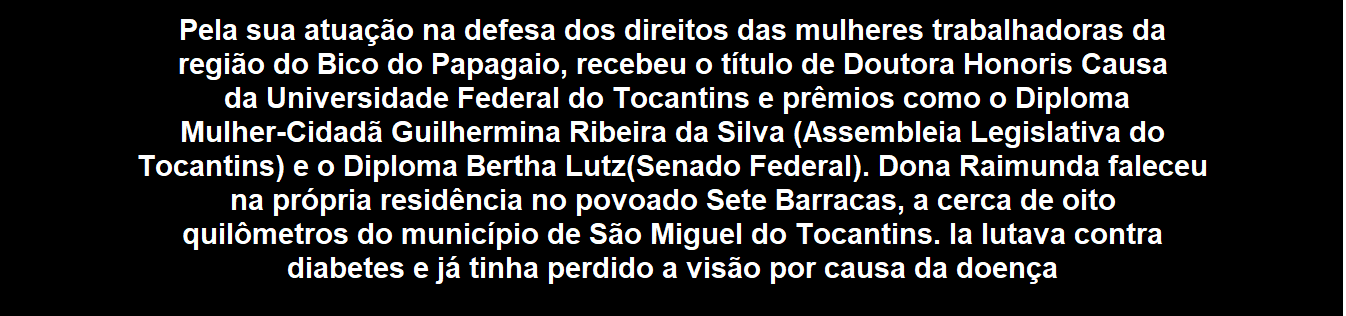 Pela sua atuação na defesa dos direitos das mulheres trabalhadoras da
região do Bico do Papagaio, recebeu o título de Doutora Honoris Causa
da Universidade Federal do Tocantins e prêmios como o Diploma
Mulher-Cidadã Guilhermina Ribeira da Silva (Assembleia Legislativa do
Tocantins) e o Diploma Bertha Lutz(Senado Federal). Dona Raimunda faleceu
na própria residência no povoado Sete Barracas, a cerca de oito
quilômetros do município de São Miguel do Tocantins. Ia lutava contra
diabetes e já tinha perdido a visão por causa da doença